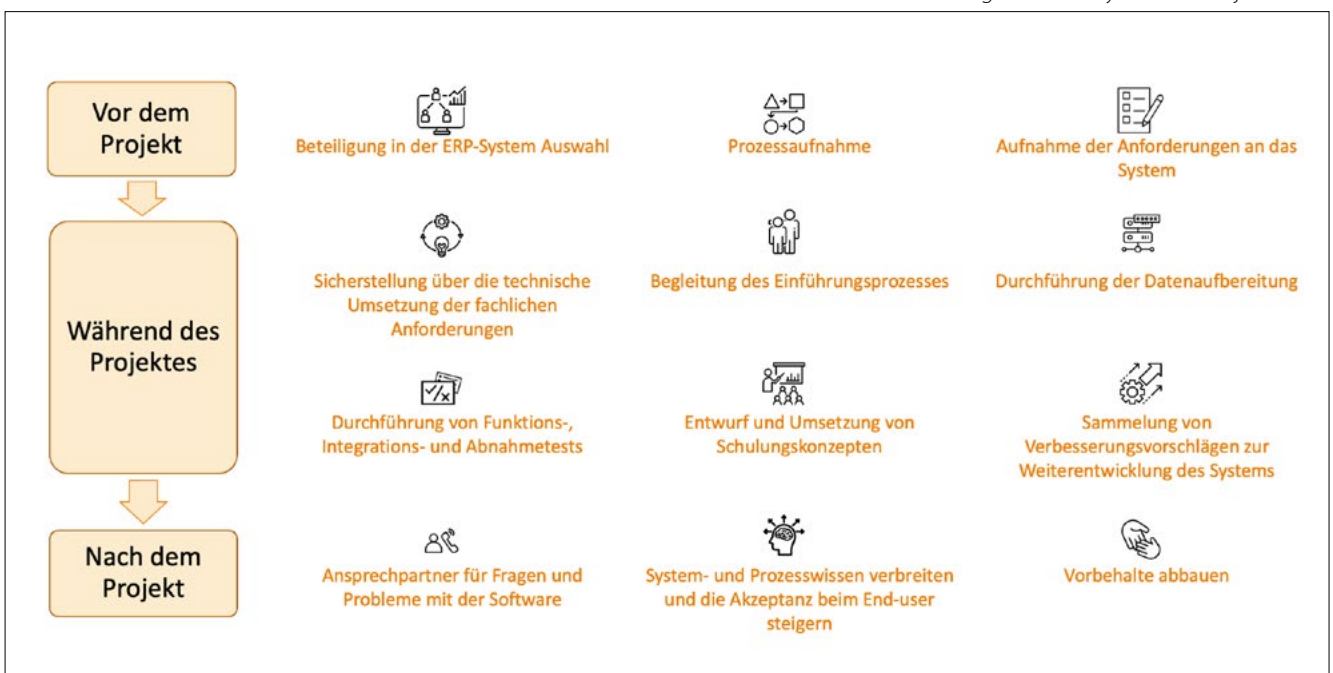 Vor dem
Projekt
Beteiligung in der ERP-System Auswahl
Prozessaufnahme
Aufnahme der Anforderungen an das
System
Während des
Projektes
Sicherstellung über die technische
Umsetzung der fachlichen
Anforderungen
Begleitung des Einführungsprozesses
Durchführung der Datenaufbereitung
Durchführung von Funktions-,
Integrations- und Abnahmetests
Entwurf und Umsetzung von
Schulungskonzepten
Sammelung von
Verbesserungsvorschlägen zur
Weiterentwicklung des Systems
Nach dem
Projekt
Ansprechpartner für Fragen und
Probleme mit der Software
System- und Prozesswissen verbreiten
und die Akzeptanz beim End-user
steigern
Vorbehalte abbauen